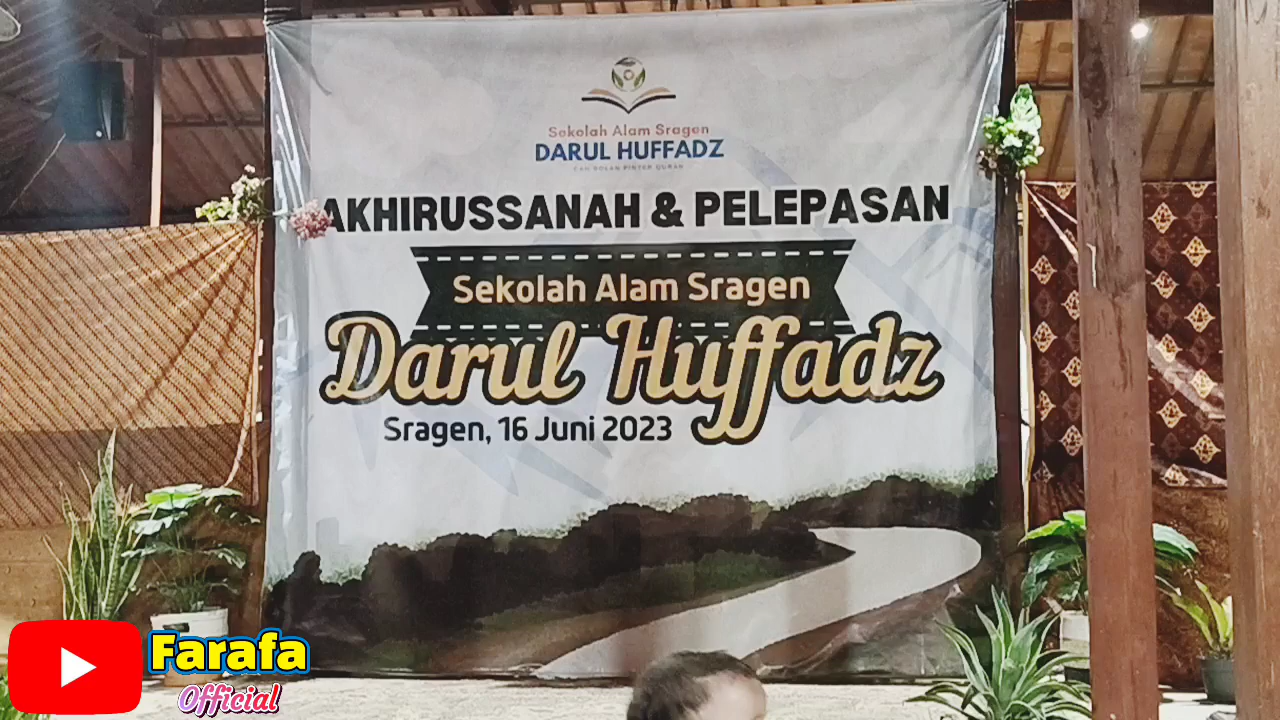 Sekolah Alam Sragen
DARUL HUFFADZ
AKHIRUSSANAH & PELEPASAN
Sekolah Alam Sragen
Darul Huffadz
Sragen, 16 Juni 2023
Farafa
Official